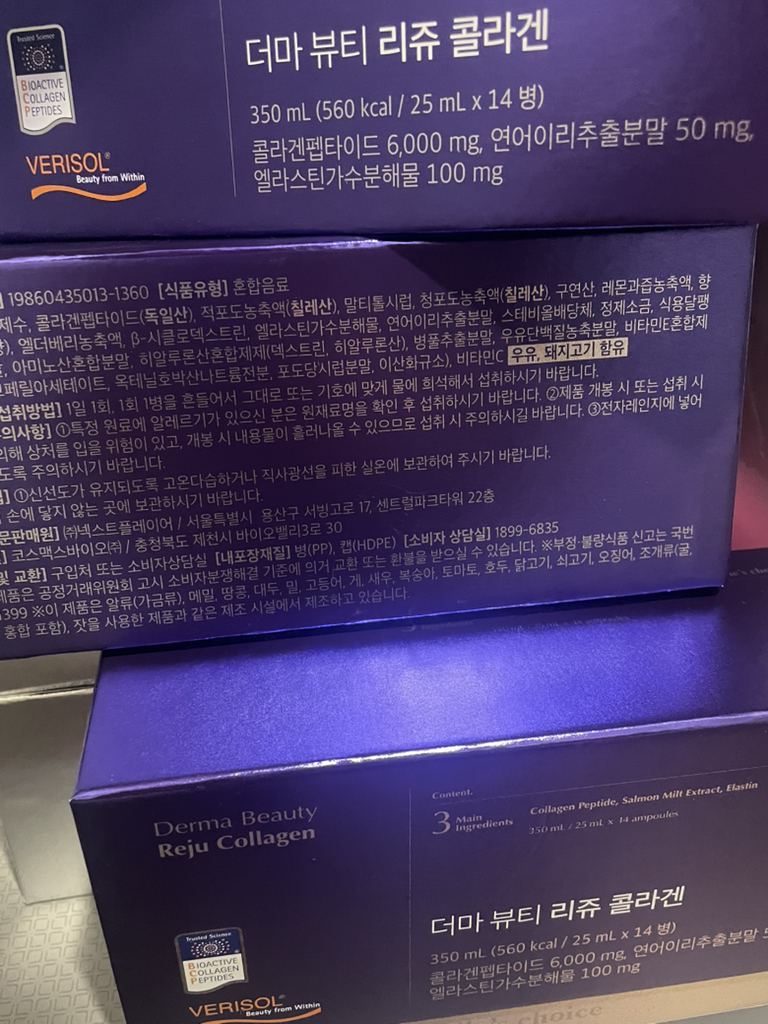 Trusted Science
BIOACTIVE
COLLAGEN
PEPTIDES
VERISOL®
Beauty from Within
더마 뷰티 리쥬 콜라겐
350 mL (560 kcal / 25 mL x 14 병)
콜라겐펩타이드 6,000 mg, 연어이리추출분말 50 mg,
엘라스틴가수분해물 100 mg
19860435013-1360 [식품유형] 혼합음료
제수, 콜라겐펩타이드(독일산), 적포도농축액(칠레산), 말티톨시럽, 청포도농축액(칠레산), 구연산, 레몬과즙농축액, 향
엘더베리농축액, β-시클로덱스트린, 엘라스틴가수분해물, 연어이리추출분말, 스테비올배당체, 정제소금, 식용달팽
아미노산혼합분말, 히알루론산혼합제제(덱스트린, 히알루론산), 병풀추출분말, 우유단백질농축분말, 비타민E혼합제
페릴아세테이트, 옥테닐호박산나트륨전분, 포도당시럽분말, 이산화규소), 비타민C 우유, 돼지고기 함유
섭취방법] 1일 1회, 1회 1병을 흔들어서 그대로 또는 기호에 맞게 물에 희석해서 섭취하시기 바랍니다.
의사항] ①특정 원료에 알레르기가 있으신 분은 원재료명을 확인 후 섭취하시기 바랍니다. ②제품 개봉 시 또는 섭취 시
의해 상처를 입을 위험이 있고, 개봉 시 내용물이 흘러나올 수 있으므로 섭취 시 주의하시길 바랍니다. ③전자레인지에 넣어
도록 주의하시기 바랍니다.
①신선도가 유지되도록 고온다습하거나 직사광선을 피한 실온에 보관하여 주시기 바랍니다.
손에 닿지 않는 곳에 보관하시기 바랍니다.
문판매원] ㈜넥스트플레이어 / 서울특별시 용산구 서빙고로 17, 센트럴파크타워 22층
코스맥스바이오㈜ / 충청북도 제천시 바이오밸리3로 30
및 교환] 구입처 또는 소비자상담실 [내포장재질] 병(PP), 캡(HDPE) [소비자 상담실] 1899-6835
제품은 공정거래위원회 고시 소비자분쟁해결 기준에 의거 교환 또는 환불을 받으실 수 있습니다. ※부정·불량식품 신고는 국번
1399 ※이 제품은 알류(가금류), 메밀, 땅콩, 대두, 밀, 고등어, 게, 새우, 복숭아, 토마토, 호두, 닭고기, 쇠고기, 오징어, 조개류(굴,
홍합 포함), 잣을 사용한 제품과 같은 제조 시설에서 제조하고 있습니다.
Derma Beauty
Reju Collagen
Content.
3 Main Ingredients
Collagen Peptide, Salmon Milt Extract, Elastin
350 mL / 25 mL x 14 ampoules
더마 뷰티 리쥬 콜라겐
350 mL (560 kcal / 25 mL x 14 병)
콜라겐펩타이드 6,000 mg, 연어이리추출분말
엘라스틴가수분해물 100 mg
Trusted Science
BIOACTIVE
COLLAGEN
PEPTIDES
VERISOL®
Beauty from Within
choice